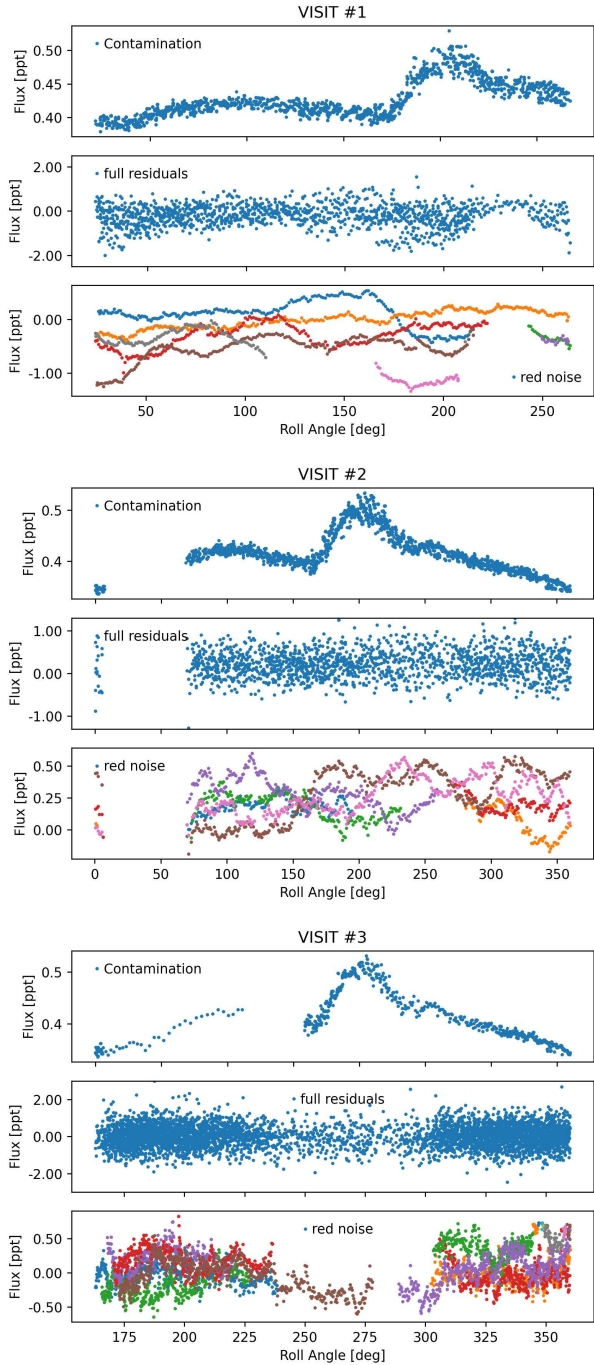 VISIT #1
Flux [ppt]
0.50
0.45
0.40
Contamination
Flux [ppt]
2.00
0.00
-2.00
full residuals
Flux [ppt]
0.00
-1.00
red noise
50
100
150
200
250
Roll Angle [deg]
VISIT #2
Flux [ppt]
0.5
0.4
Contamination
Flux [ppt]
1.00
0.00
-1.00
full residuals
Flux [ppt]
0.50
0.25
0.00
red noise
0
50
100
150
200
250
300
350
Roll Angle [deg]
VISIT #3
Flux [ppt]
0.5
0.4
Contamination
Flux [ppt]
2.00
0.00
-2.00
full residuals
Flux [ppt]
0.50
0.00
-0.50
red noise
175
200
225
250
275
300
325
350
Roll Angle [deg]